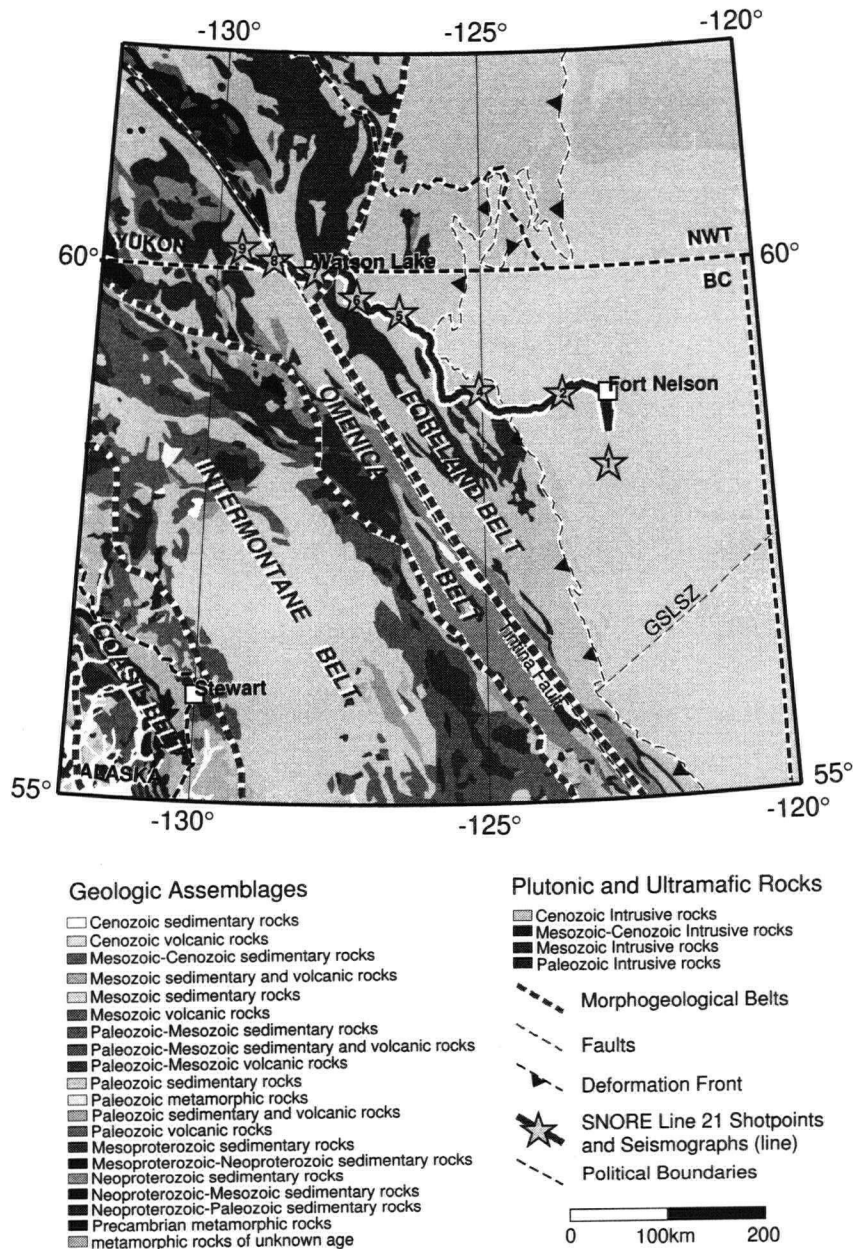 -130° -125° -120°
YUKON
60°
Watson Lake
NWT
60°
BC
9
8
6
5
4
2
1
Fort Nelson
OMENICA
BELT
FORELAND BELT
INTERMONTANE
BELT
Tintina Fault
GSLSZ
COAST BELT
Stewart
ALASKA
55°
55°
-130° -125° -120°
Geologic Assemblages
Cenozoic sedimentary rocks
Cenozoic volcanic rocks
Mesozoic-Cenozoic sedimentary rocks
Mesozoic sedimentary and volcanic rocks
Mesozoic sedimentary rocks
Mesozoic volcanic rocks
Paleozoic-Mesozoic sedimentary rocks
Paleozoic-Mesozoic sedimentary and volcanic rocks
Paleozoic-Mesozoic volcanic rocks
Paleozoic sedimentary rocks
Paleozoic metamorphic rocks
Paleozoic sedimentary and volcanic rocks
Paleozoic volcanic rocks
Mesoproterozoic sedimentary rocks
Mesoproterozoic-Neoproterozoic sedimentary rocks
Neoproterozoic sedimentary rocks
Neoproterozoic-Mesozoic sedimentary rocks
Neoproterozoic-Paleozoic sedimentary rocks
Precambrian metamorphic rocks
metamorphic rocks of unknown age
Plutonic and Ultramafic Rocks
Cenozoic Intrusive rocks
Mesozoic-Cenozoic Intrusive rocks
Mesozoic Intrusive rocks
Paleozoic Intrusive rocks
Morphogeological Belts
Faults
Deformation Front
SNORE Line 21 Shotpoints
and Seismographs (line)
Political Boundaries
0 100km 200